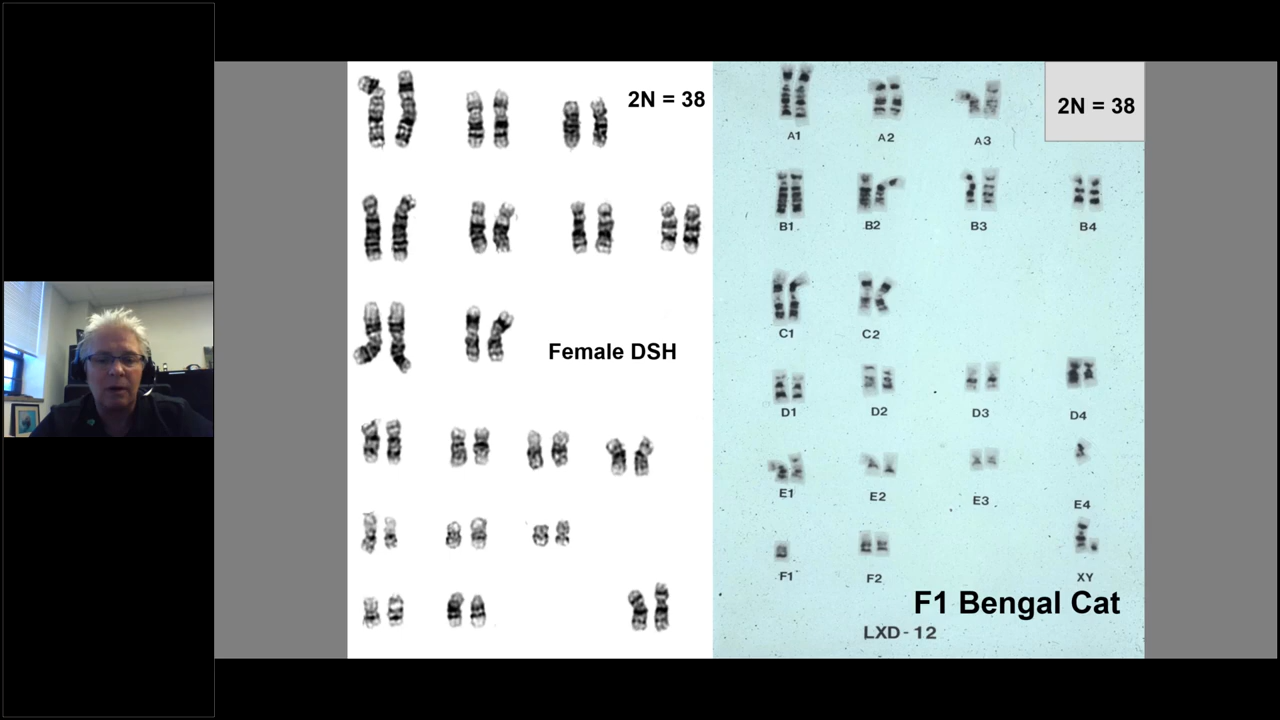 2N = 38
Female DSH
2N = 38
A1 A2 A3
B1 B2 B3 B4
C1 C2
D1 D2 D3 D4
E1 E2 E3 E4
F1 F2 XY
F1 Bengal Cat
LXD-12